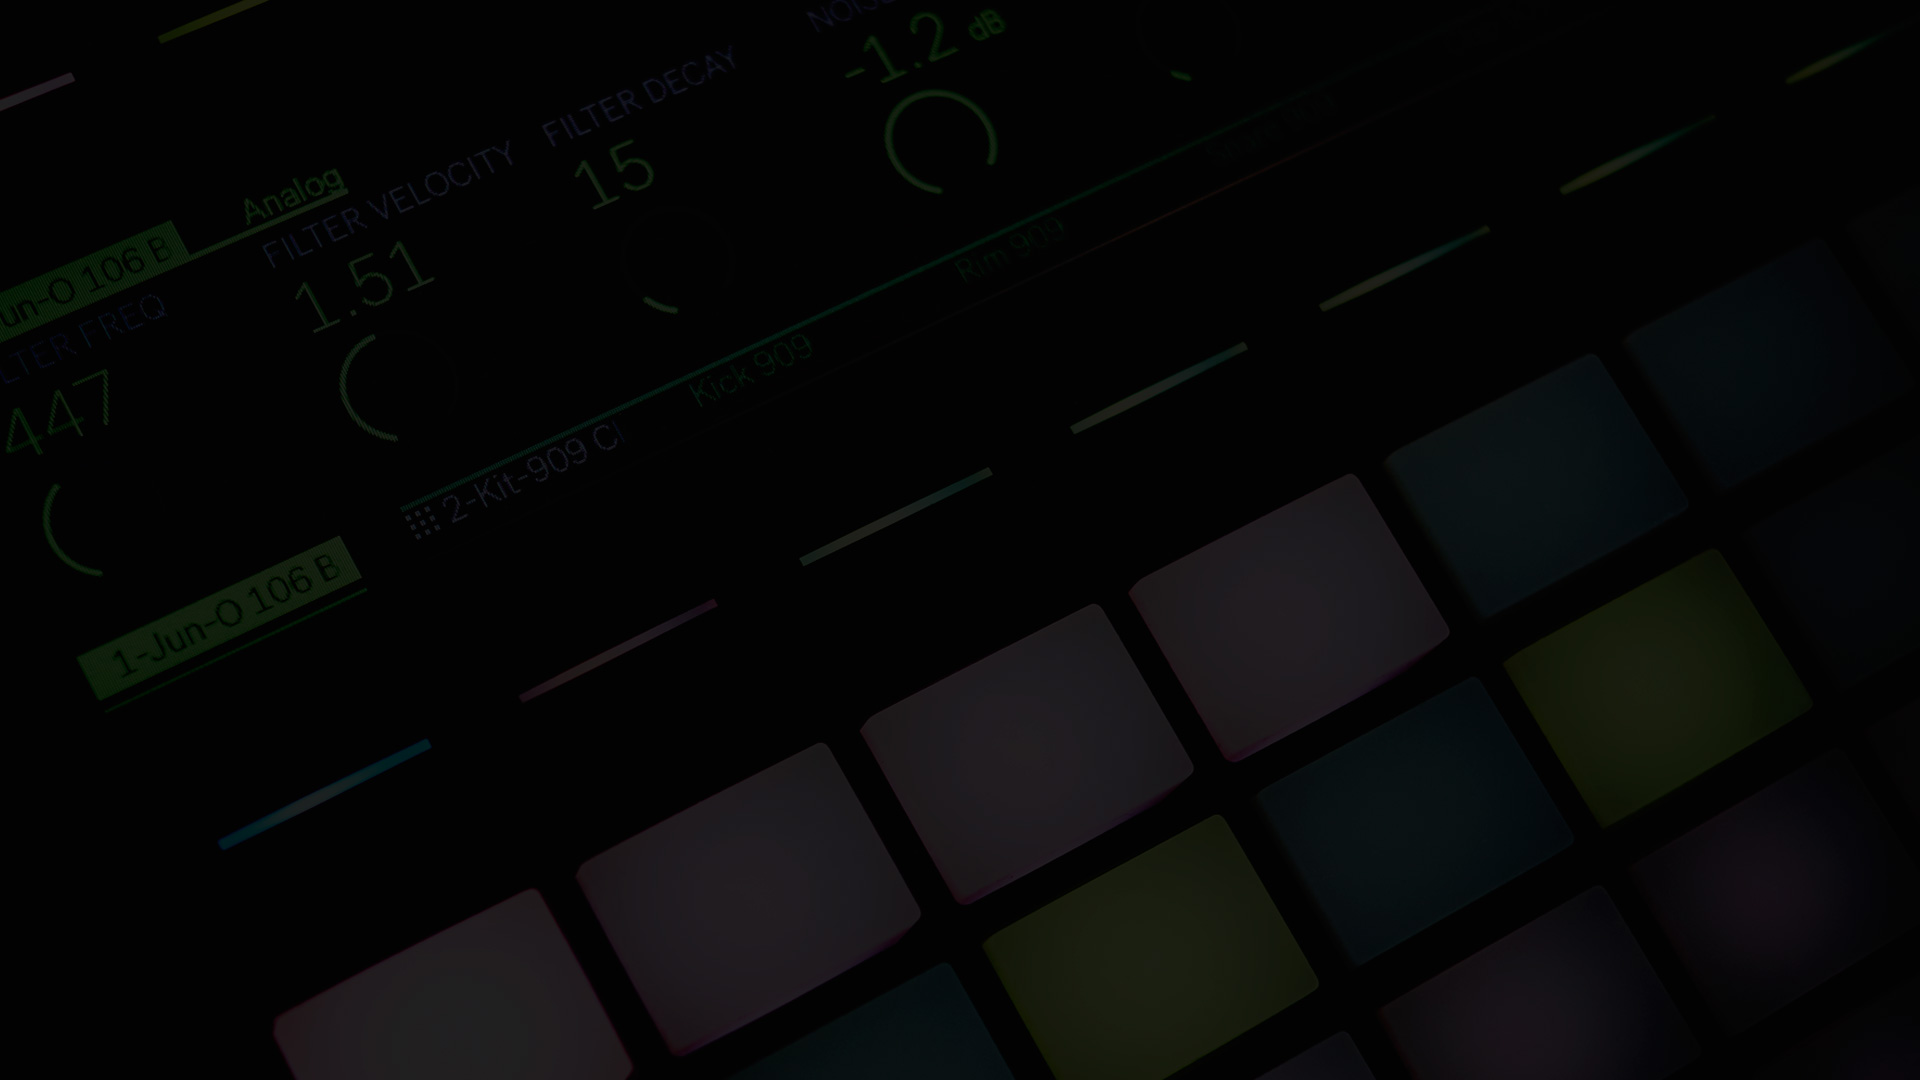 NOIS
-1.2 dB
FILTER DECAY
15
Analog
FILTER VELOCITY
1.51
un-O 106 B
LTER FREQ
447
Rim 909
Kick 909
2-Kit-909 Cl
1-Jun-O 106 B